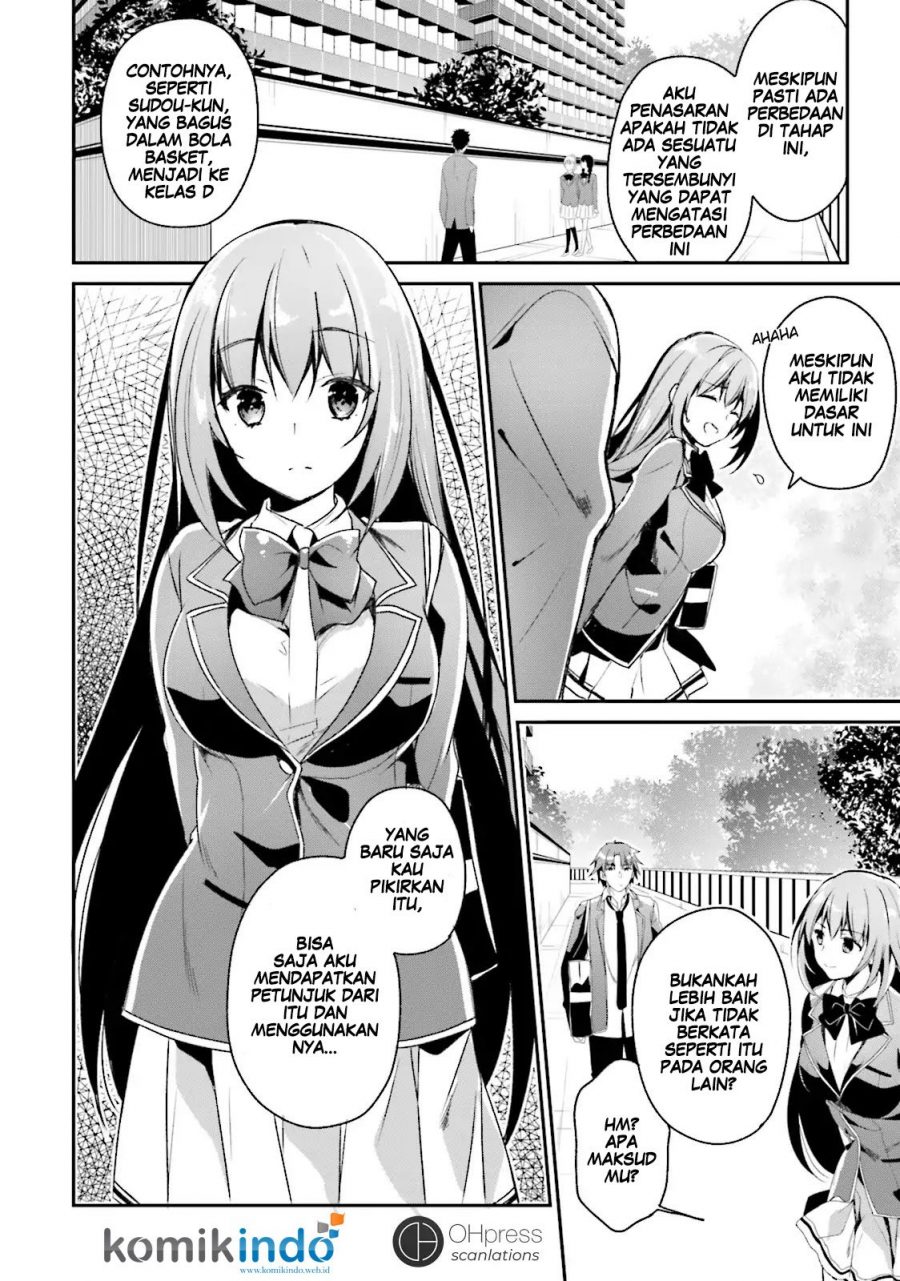 MESKIPUN
PASTI ADA
PERBEDAAN
DI TAHAP
INI,
AKU
PENASARAN
APAKAH TIDAK
ADA SESUATU
YANG
TERSEMBUNYI
YANG DAPAT
MENGATASI
PERBEDAAN
INI
CONTOHNYA,
SEPERTI
SUDOU-KUN,
YANG BAGUS
DALAM BOLA
BASKET,
MENJADI KE
KELAS D
AHAHA
MESKIPUN
AKU TIDAK
MEMILIKI
DASAR
UNTUK INI
BUKANKAH
LEBIH BAIK
JIKA TIDAK
BERKATA
SEPERTI ITU
PADA ORANG
LAIN?
HM?
APA
MAKSUD
MU?
YANG
BARU SAJA
KAU
PIKIRKAN
ITU,
BISA
SAJA AKU
MENDAPATKAN
PETUNJUK DARI
ITU DAN
MENGGUNAKAN
NYA...
komikindo
www.komikindo.web.id
OHpress
scanlations